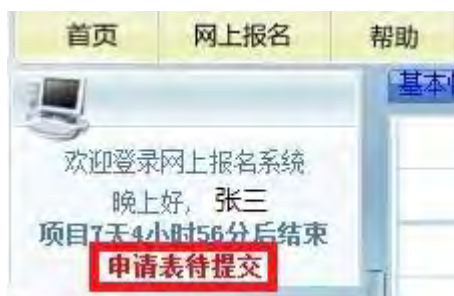 首页 网上报名 帮助
基本
欢迎登录网上报名系统
晚上好, 张三
项目7天4小时56分后结束
申请表待提交